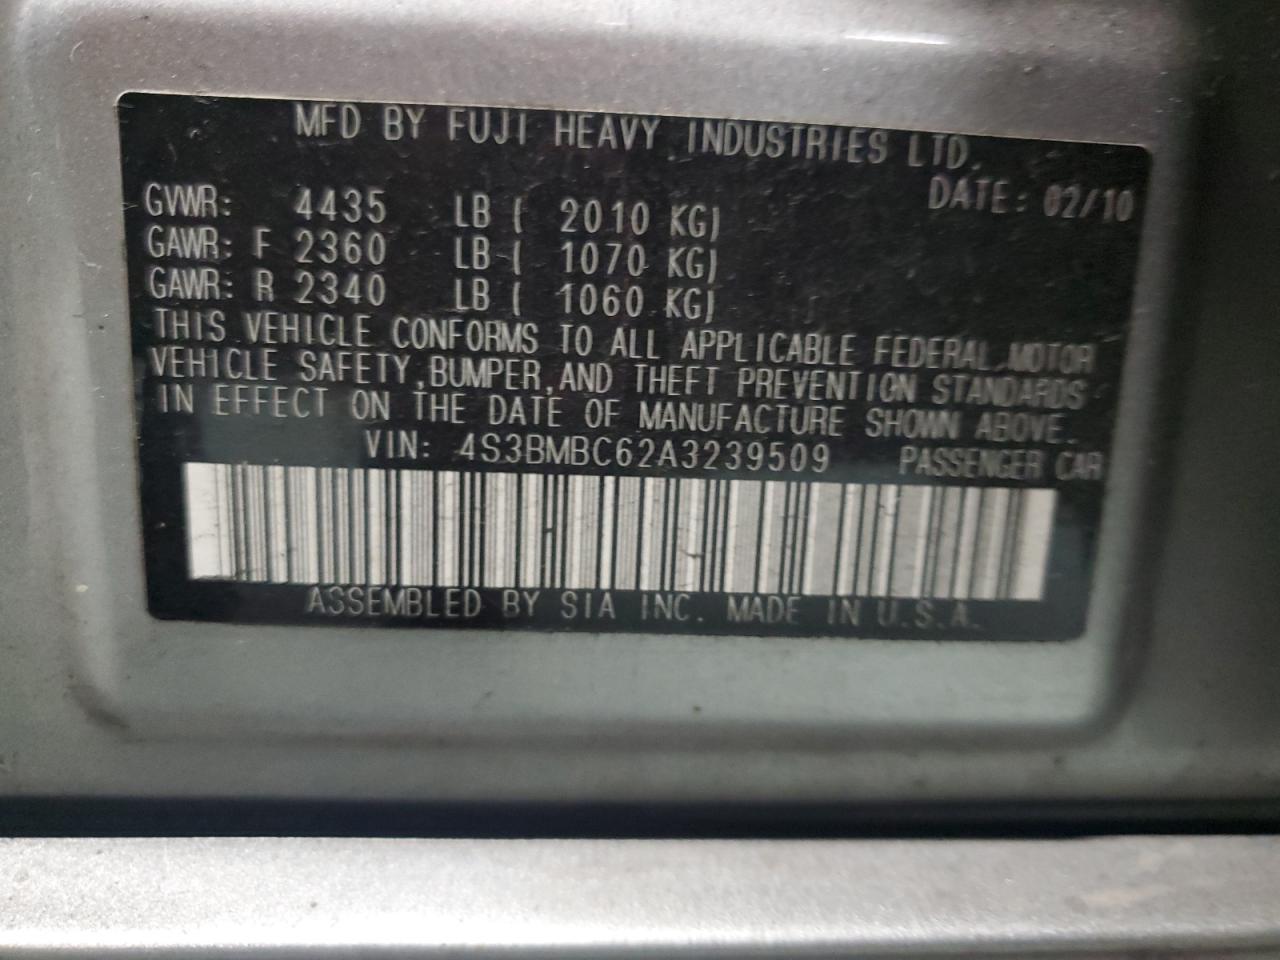 MFD BY FUJI HEAVY INDUSTRIES LTD.
DATE: 02/10
GVWR: 4435 LB ( 2010 KG)
GAWR: F 2360 LB ( 1070 KG)
GAWR: R 2340 LB ( 1060 KG)
THIS VEHICLE CONFORMS TO ALL APPLICABLE FEDERAL MOTOR
VEHICLE SAFETY, BUMPER, AND THEFT PREVENTION STANDARDS
IN EFFECT ON THE DATE OF MANUFACTURE SHOWN ABOVE.
VIN: 4S3BMBC62A3239509 PASSENGER CAR
ASSEMBLED BY SIA INC. MADE IN U.S.A.